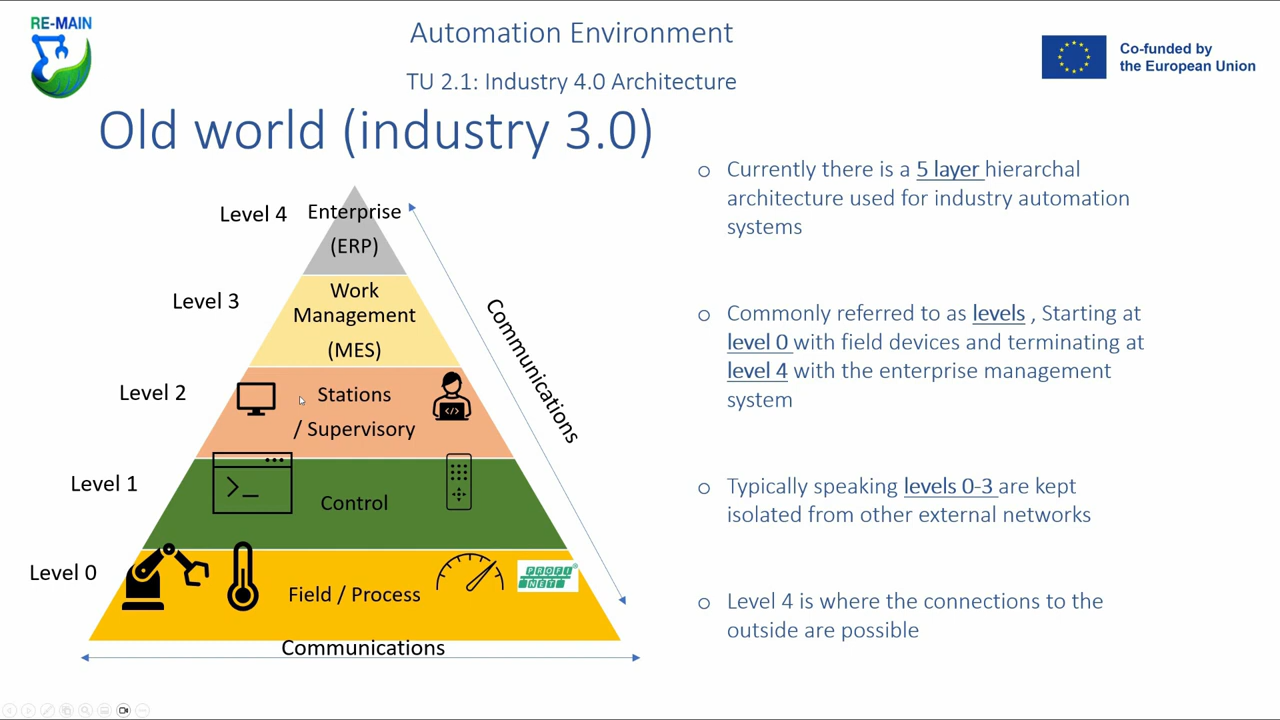 RE-MAIN
Automation Environment
TU 2.1: Industry 4.0 Architecture
Co-funded by
the European Union
Old world (industry 3.0)
Level 4
Enterprise
(ERP)
Level 3
Work
Management
(MES)
Level 2
Stations
/ Supervisory
</>
Level 1
>_
Control
Level 0
Field / Process
PROFI
NET
®
Communications
Communications
o Currently there is a 5 layer hierarchal
architecture used for industry automation
systems
o Commonly referred to as levels , Starting at
level 0 with field devices and terminating at
level 4 with the enterprise management
system
o Typically speaking levels 0-3 are kept
isolated from other external networks
o Level 4 is where the connections to the
outside are possible